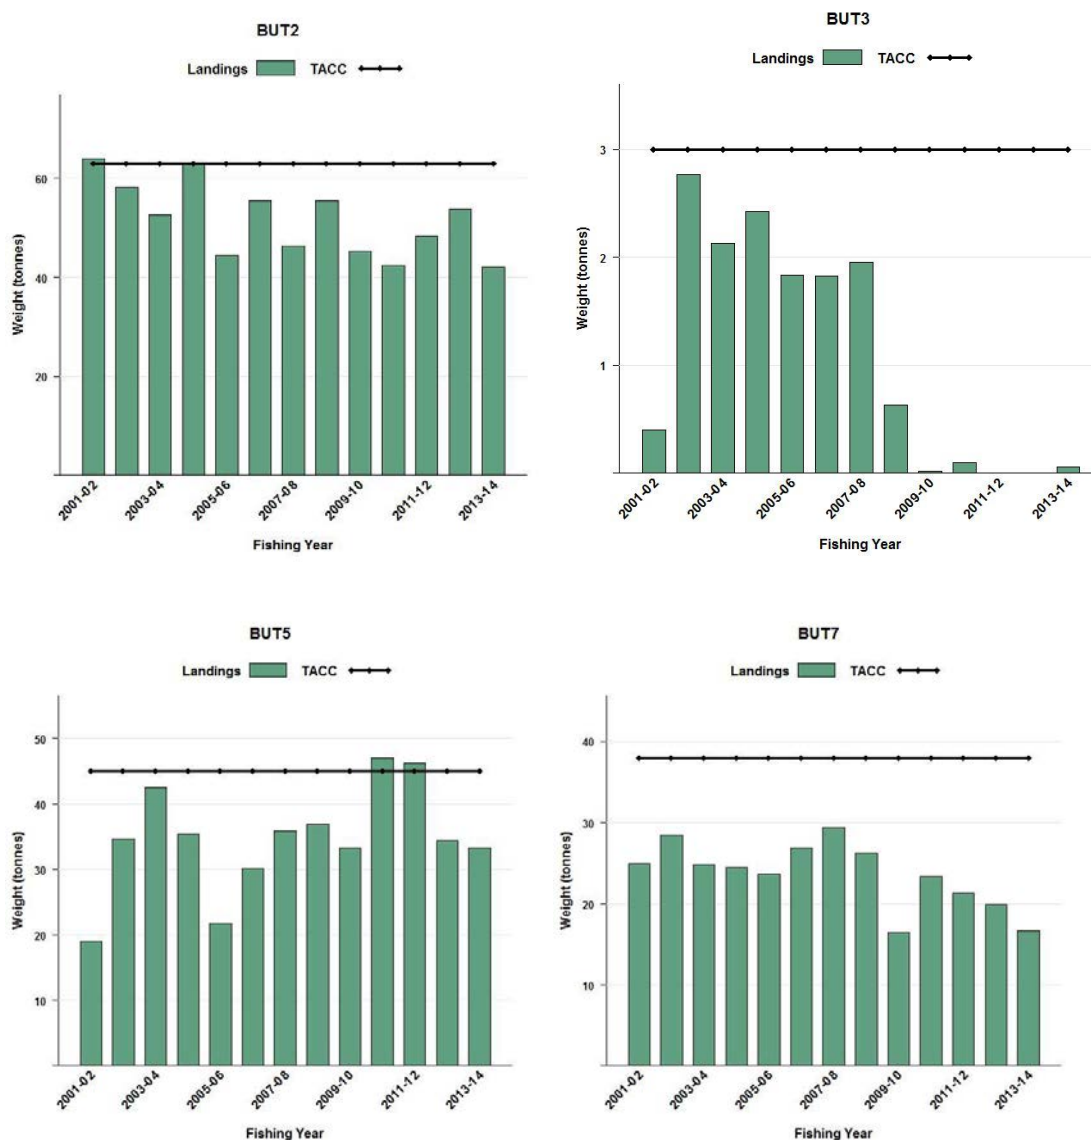 BUT2
Landings TACC
Weight (tonnes)
60
40
20
2001-02 2003-04 2005-06 2007-08 2009-10 2011-12 2013-14
Fishing Year
BUT3
Landings TACC
Weight (tonnes)
3
2
1
2001-02 2003-04 2005-06 2007-08 2009-10 2011-12 2013-14
Fishing Year
BUT5
Landings TACC
Weight (tonnes)
50
40
30
20
10
2001-02 2003-04 2005-06 2007-08 2009-10 2011-12 2013-14
Fishing Year
BUT7
Landings TACC
Weight (tonnes)
40
30
20
10
2001-02 2003-04 2005-06 2007-08 2009-10 2011-12 2013-14
Fishing Year